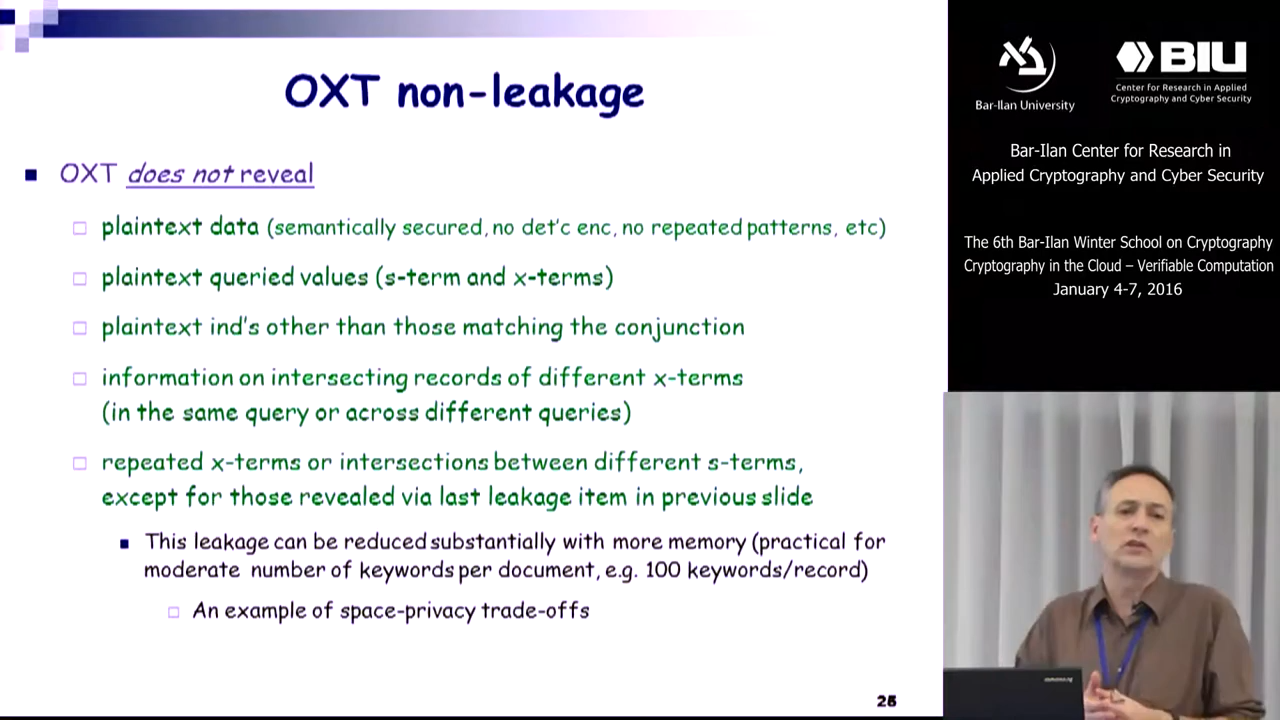 OXT non-leakage
OXT does not reveal
plaintext data (semantically secured, no det'c enc, no repeated patterns, etc)
plaintext queried values (s-term and x-terms)
plaintext ind's other than those matching the conjunction
information on intersecting records of different x-terms
(in the same query or across different queries)
repeated x-terms or intersections between different s-terms,
except for those revealed via last leakage item in previous slide
This leakage can be reduced substantially with more memory (practical for
moderate number of keywords per document, e.g. 100 keywords/record)
An example of space-privacy trade-offs
Bar-Ilan University
BIU
Center for Research in Applied
Cryptography and Cyber Security
Bar-Ilan Center for Research in
Applied Cryptography and Cyber Security
The 6th Bar-Ilan Winter School on Cryptography
Cryptography in the Cloud – Verifiable Computation
January 4-7, 2016